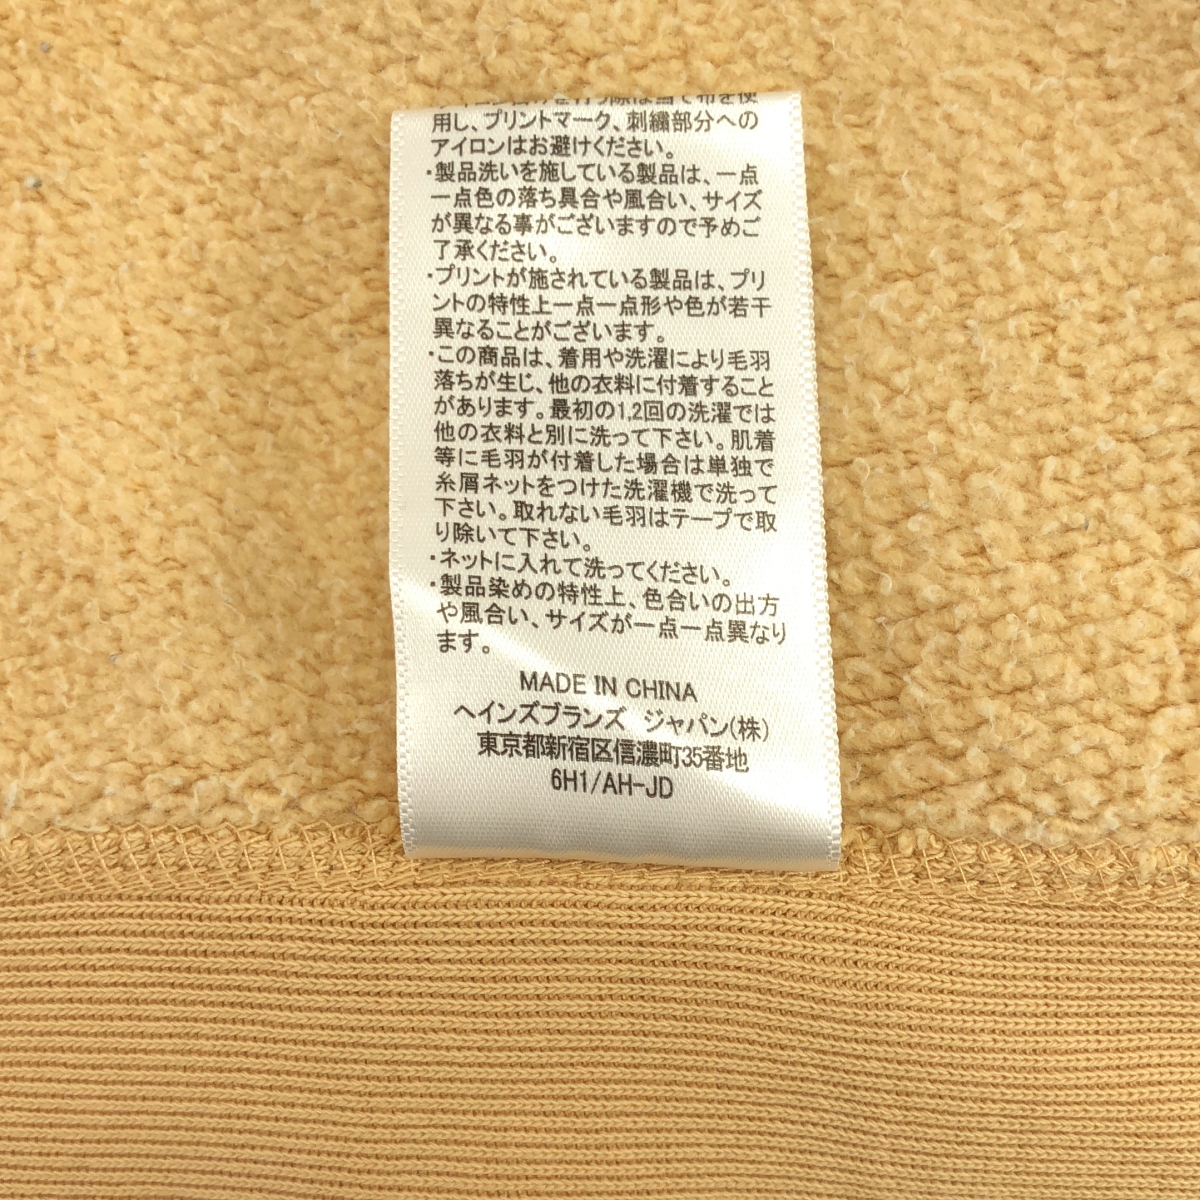 用し、プリントマーク、刺繍部分への
アイロンはお避けください。
・製品洗いを施している製品は、一点
一点色の落ち具合や風合い、サイズ
が異なる事がございますので予めご
了承ください。
・プリントが施されている製品は、プリ
ントの特性上一点一点形や色が若干
異なることがございます。
・この商品は、着用や洗濯により毛羽
落ちが生じ、他の衣料に付着すること
があります。最初の1,2回の洗濯では
他の衣料と別に洗って下さい。肌着
等に毛羽が付着した場合は単独で
糸屑ネットをつけた洗濯機で洗って
下さい。取れない毛羽はテープで取
り除いて下さい。
・ネットに入れて洗ってください。
・製品染めの特性上、色合いの出方
や風合い、サイズが一点一点異なり
ます。
MADE IN CHINA
ヘインズブランズ ジャパン(株)
東京都新宿区信濃町35番地
6H1/AH-JD